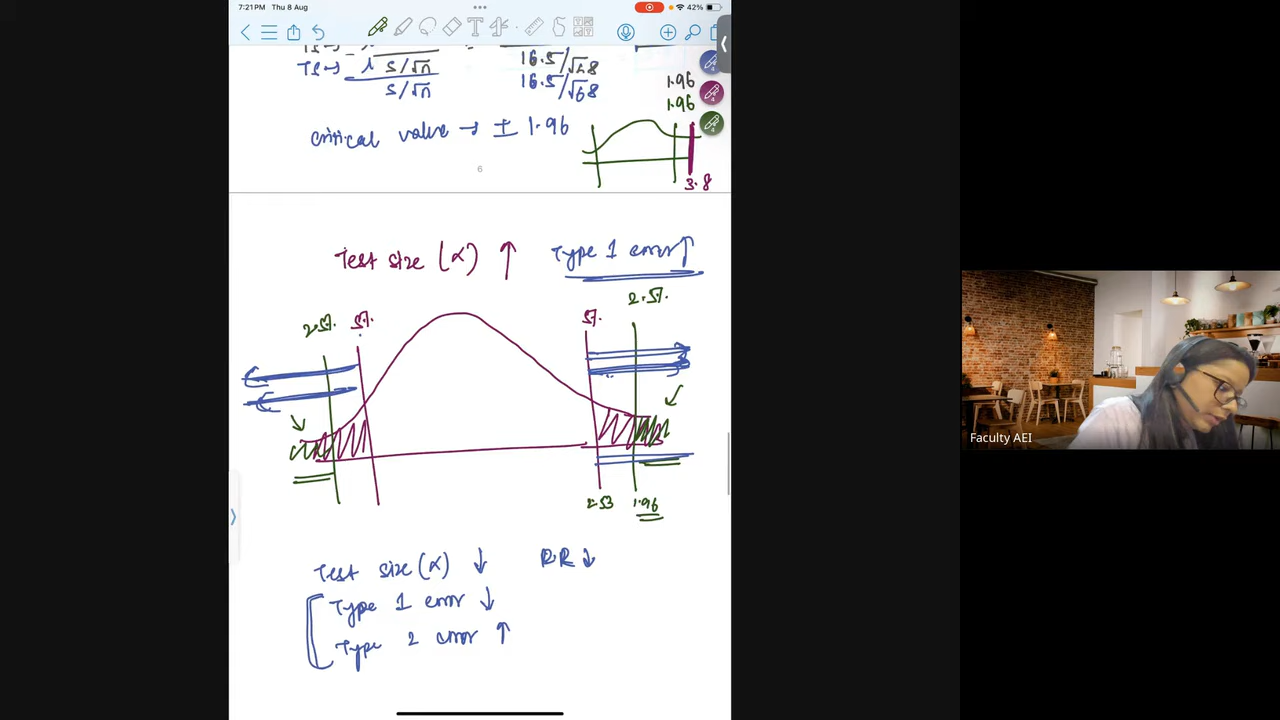 7:21 PM Thu 8 Aug
42%
S/√n
16.5/√68
S/√n
16.5/√68
1.96
1.96
critical value → ± 1.96
3.8
6
Test size (α) ↑
Type 1 error ↑
2.5%.
5%.
5%.
2.5%.
2.53
1.96
Test size (α) ↓ RR ↓
Type 1 error ↓
Type 2 error ↑
Faculty AEI